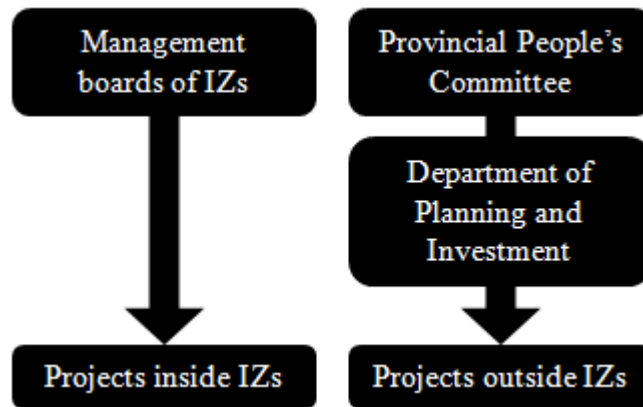 Management
boards of IZs
Provincial People’s
Committee
Department of
Planning and
Investment
Projects inside IZs
Projects outside IZs